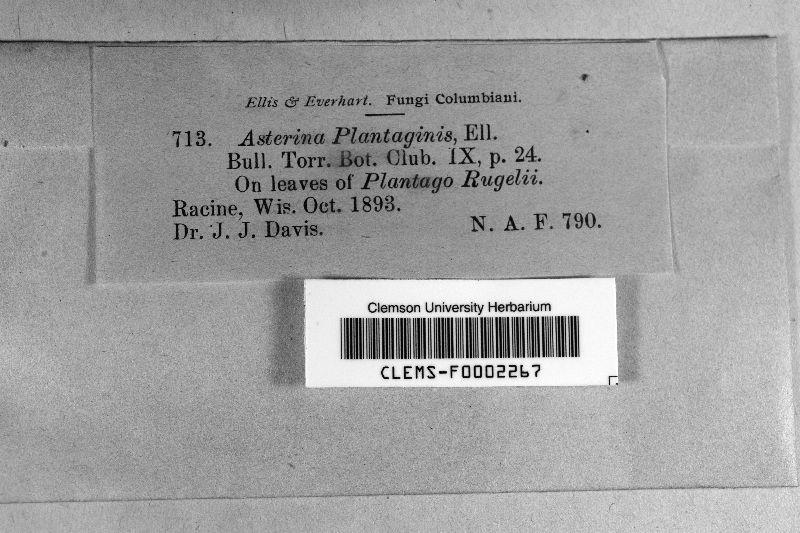 Ellis & Everhart. Fungi Columbiani.
713. Asterina Plantaginis, Ell.
Bull. Torr. Bot. Club. IX, p. 24.
On leaves of Plantago Rugelii.
Racine, Wis. Oct. 1893.
Dr. J. J. Davis. N. A. F. 790.
Clemson University Herbarium
CLEMS-F0002267